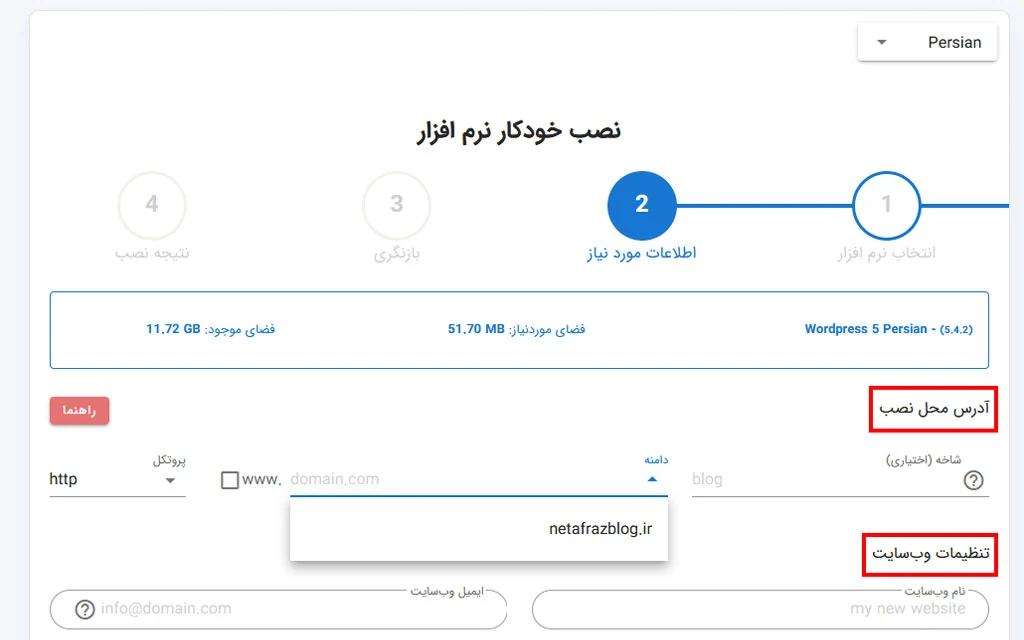 Persian
نصب خودکار نرم افزار
1
2
3
4
انتخاب نرم افزار
اطلاعات مورد نیاز
بازنگری
نتیجه نصب
Wordpress 5 Persian - (5.4.2)
فضای موردنیاز: 51.70 MB
فضای موجود: 11.72 GB
آدرس محل نصب
راهنما
شاخه (اختیاری)
blog
?
دامنه
domain.com
www.
پروتکل
http
netafrazblog.ir
تنظیمات وب‌سایت
نام وب‌سایت
my new website
ایمیل وب‌سایت
info@domain.com
?